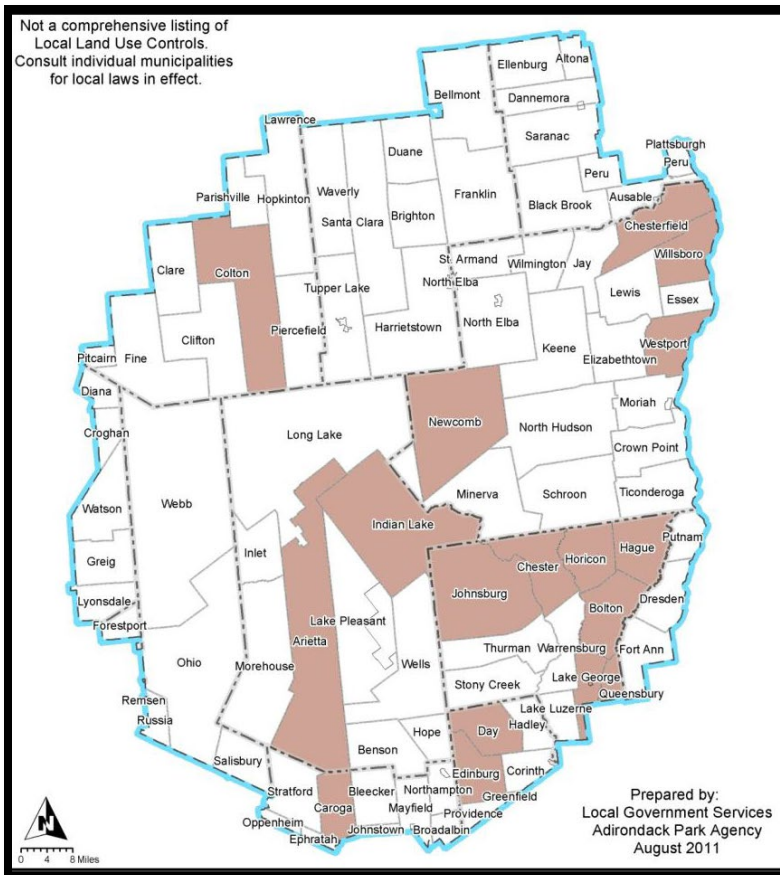 Not a comprehensive listing of
Local Land Use Controls.
Consult individual municipalities
for local laws in effect.
Ellenburg
Altona
Bellmont
Dannemora
Lawrence
Saranac
Duane
Plattsburgh
Peru
Peru
Parishville
Hopkinton
Waverly
Santa Clara
Brighton
Franklin
Black Brook
Ausable
Chesterfield
Clare
Colton
St. Armand
Wilmington
Jay
Willsboro
North Elba
Tupper Lake
Lewis
Essex
Piercefield
Harrietstown
North Elba
Clifton
Keene
Westport
Elizabethtown
Pitcairn
Fine
Diana
Moriah
Newcomb
North Hudson
Croghan
Long Lake
Crown Point
Webb
Minerva
Schroon
Ticonderoga
Watson
Indian Lake
Putnam
Inlet
Hague
Greig
Chester
Horicon
Johnsburg
Dresden
Lyonsdale
Bolton
Lake Pleasant
Forestport
Arietta
Thurman
Warrensburg
Fort Ann
Ohio
Morehouse
Wells
Lake George
Stony Creek
Queensbury
Remsen
Lake Luzerne
Russia
Day
Hadley
Hope
Salisbury
Benson
Edinburg
Corinth
Stratford
Bleecker
Northampton
Greenfield
Caroga
Mayfield
Providence
Oppenheim
Johnstown
Broadalbin
Ephratah
N
0 4 8 Miles
Prepared by:
Local Government Services
Adirondack Park Agency
August 2011